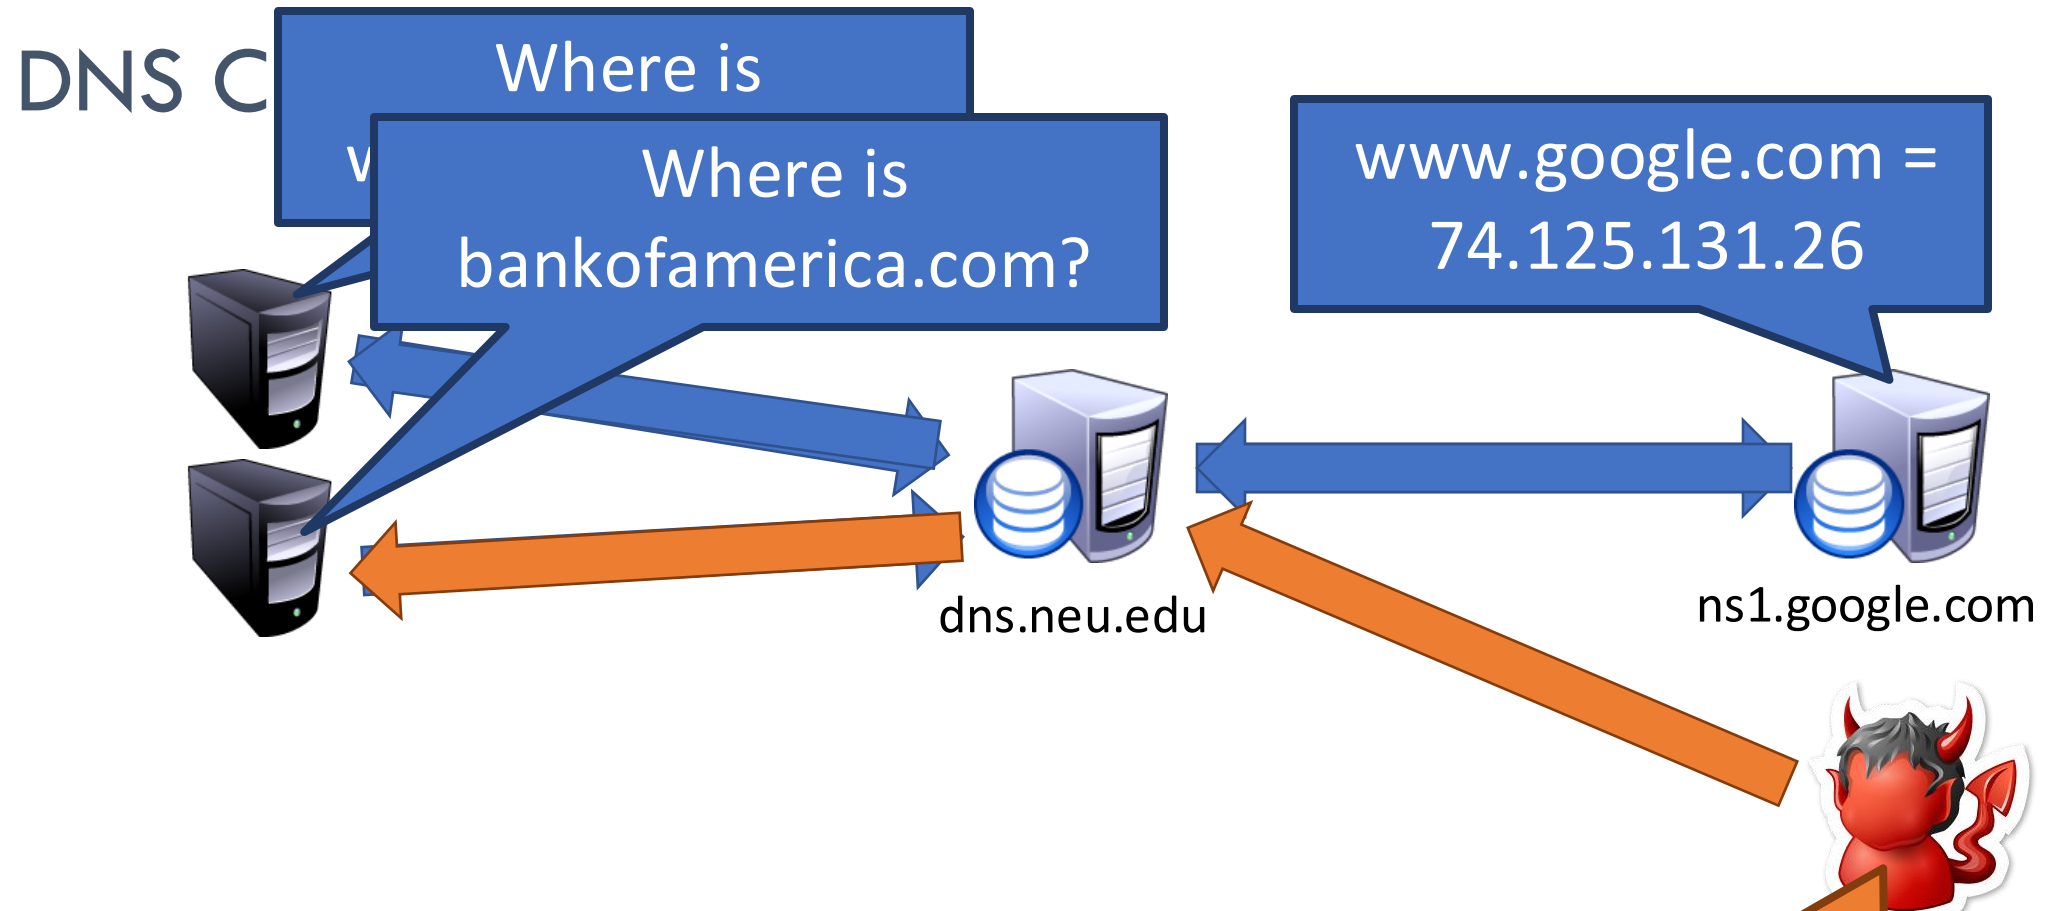 DNS C
Where is
Where is
bankofamerica.com?
www.google.com =
74.125.131.26
dns.neu.edu
ns1.google.com